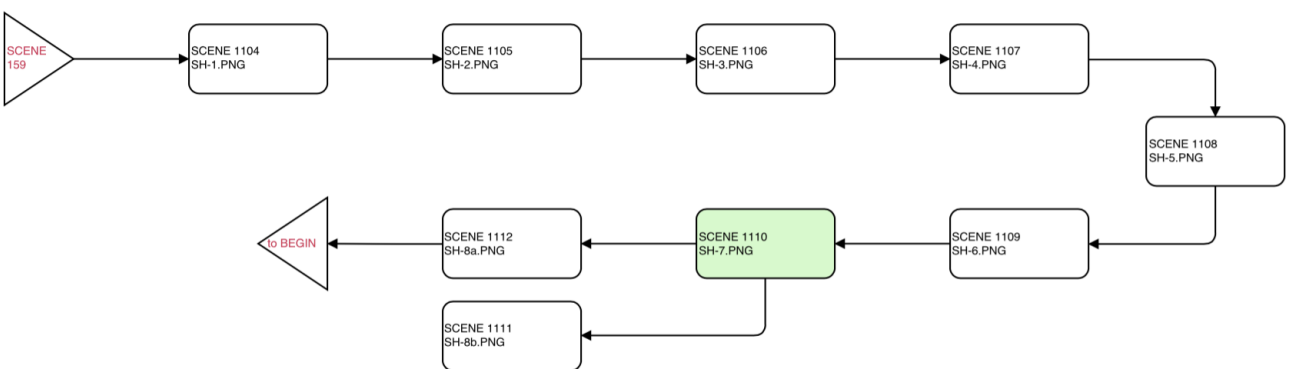 SCENE
159
SCENE 1104
SH-1.PNG
SCENE 1105
SH-2.PNG
SCENE 1106
SH-3.PNG
SCENE 1107
SH-4.PNG
SCENE 1108
SH-5.PNG
to BEGIN
SCENE 1112
SH-8a.PNG
SCENE 1110
SH-7.PNG
SCENE 1109
SH-6.PNG
SCENE 1111
SH-8b.PNG